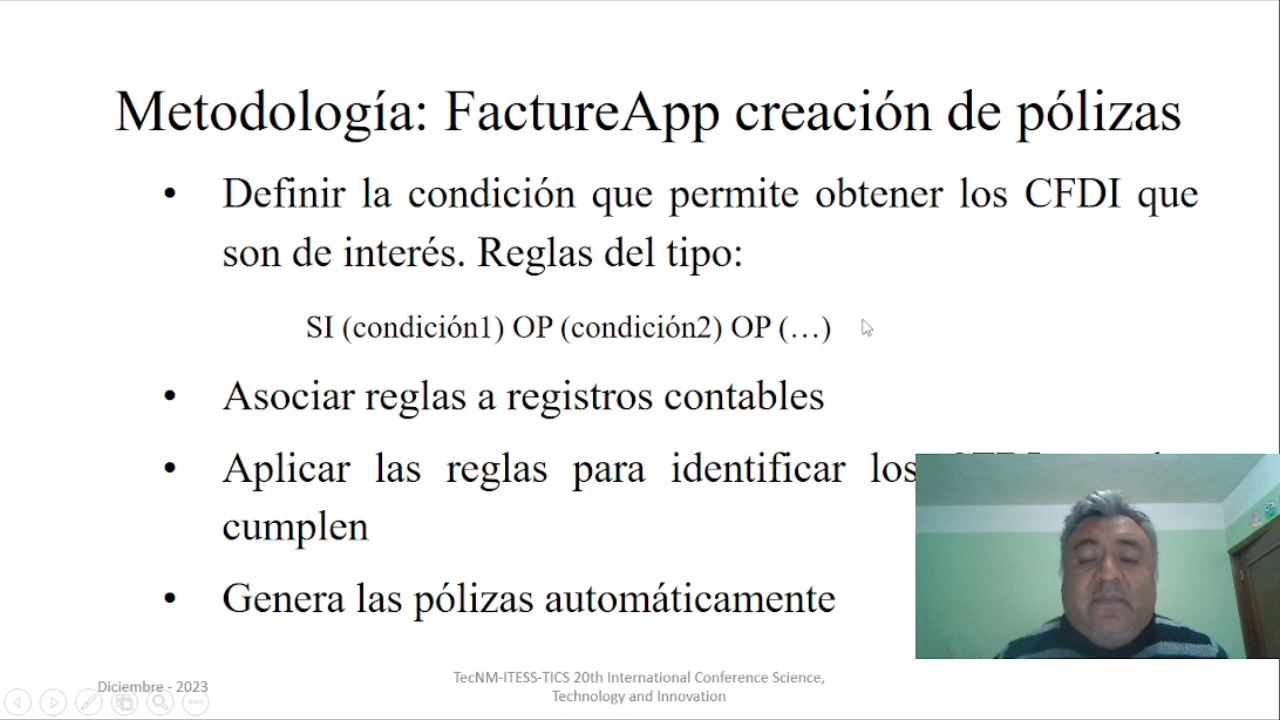 Metodología: FactureApp creación de pólizas
• Definir la condición que permite obtener los CFDI que
son de interés. Reglas del tipo:
SI (condición1) OP (condición2) OP (…)
• Asociar reglas a registros contables
• Aplicar las reglas para identificar los
cumplen
• Genera las pólizas automáticamente
Diciembre - 2023
TecNM-ITESS-TICS 20th International Conference Science,
Technology and Innovation